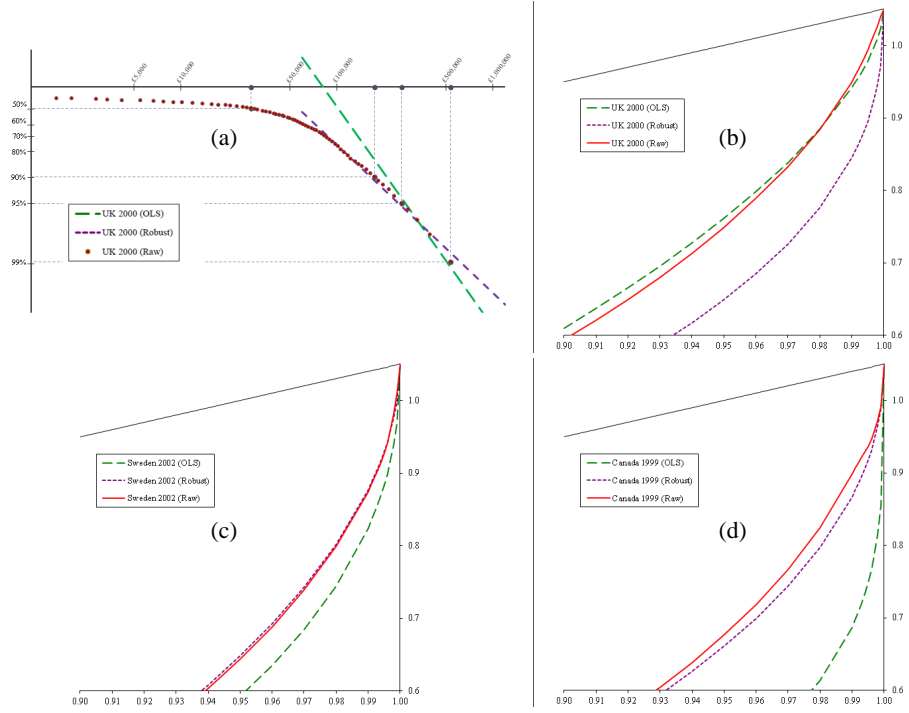 £5,000 £10,000 £50,000 £100,000 £500,000 £1,000,000
50%
60%
70%
80%
90%
95%
99%
(a)
UK 2000 (OLS)
UK 2000 (Robust)
UK 2000 (Raw)
(b)
UK 2000 (OLS)
UK 2000 (Robust)
UK 2000 (Raw)
1.0
0.9
0.8
0.7
0.6
0.90 0.91 0.92 0.93 0.94 0.95 0.96 0.97 0.98 0.99 1.00
Sweden 2002 (OLS)
Sweden 2002 (Robust)
Sweden 2002 (Raw)
(c)
1.0
0.9
0.8
0.7
0.6
0.90 0.91 0.92 0.93 0.94 0.95 0.96 0.97 0.98 0.99 1.00
Canada 1999 (OLS)
Canada 1999 (Robust)
Canada 1999 (Raw)
(d)
1.0
0.9
0.8
0.7
0.6
0.90 0.91 0.92 0.93 0.94 0.95 0.96 0.97 0.98 0.99 1.00